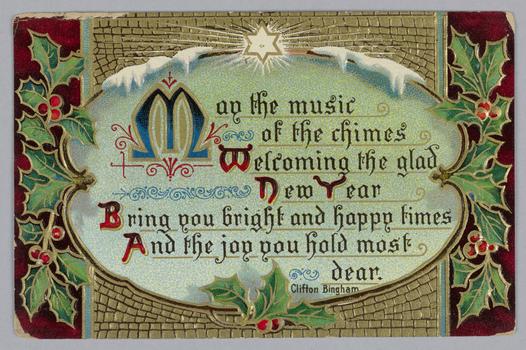 May the music
of the chimes
Welcoming the glad
New Year
Bring you bright and happy times
And the joy you hold most
dear.
Clifton Bingham